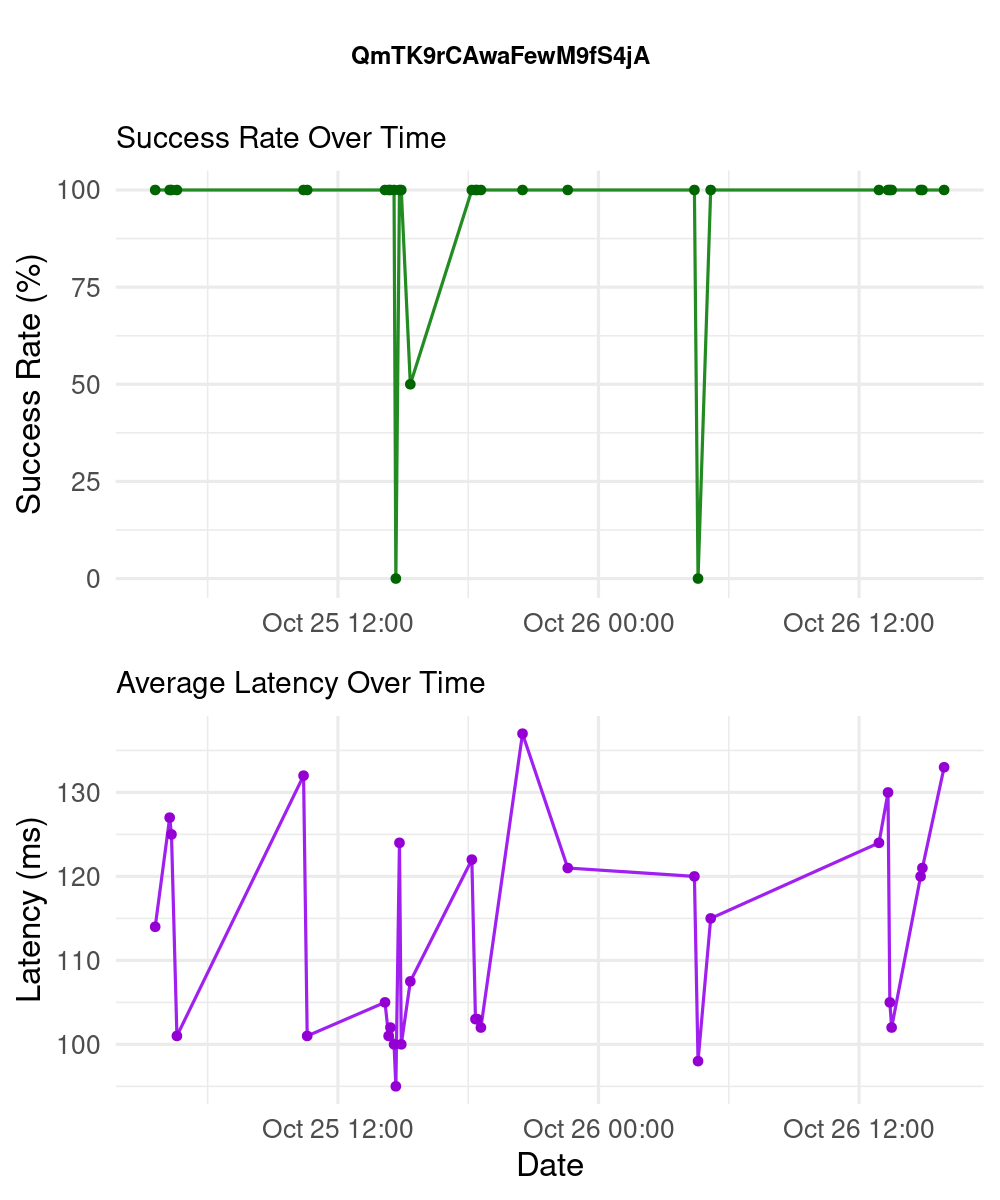 QmTK9rCAwaFewM9fS4jA
Success Rate Over Time
Success Rate (%)
100
75
50
25
0
Oct 25 12:00 Oct 26 00:00 Oct 26 12:00
Average Latency Over Time
Latency (ms)
130
120
110
100
Oct 25 12:00 Oct 26 00:00 Oct 26 12:00
Date